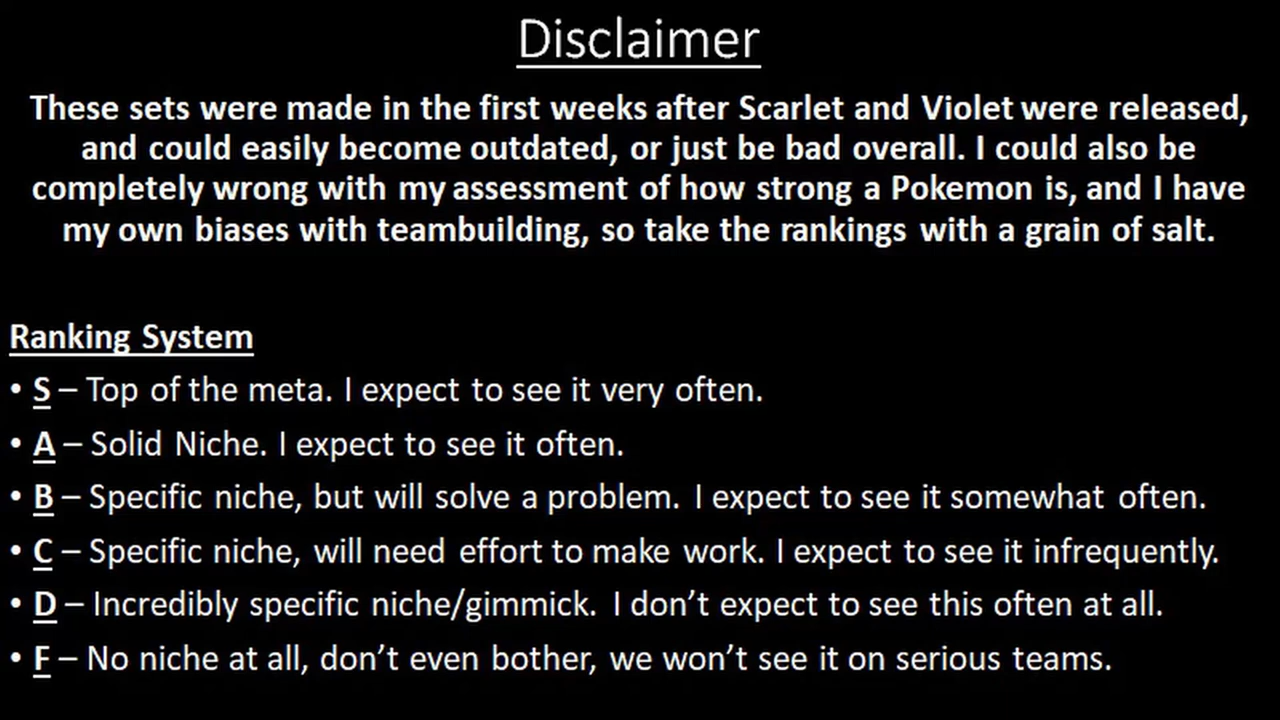 Disclaimer
These sets were made in the first weeks after Scarlet and Violet were released,
and could easily become outdated, or just be bad overall. I could also be
completely wrong with my assessment of how strong a Pokemon is, and I have
my own biases with teambuilding, so take the rankings with a grain of salt.
Ranking System
• S – Top of the meta. I expect to see it very often.
• A – Solid Niche. I expect to see it often.
• B – Specific niche, but will solve a problem. I expect to see it somewhat often.
• C – Specific niche, will need effort to make work. I expect to see it infrequently.
• D – Incredibly specific niche/gimmick. I don’t expect to see this often at all.
• F – No niche at all, don’t even bother, we won’t see it on serious teams.